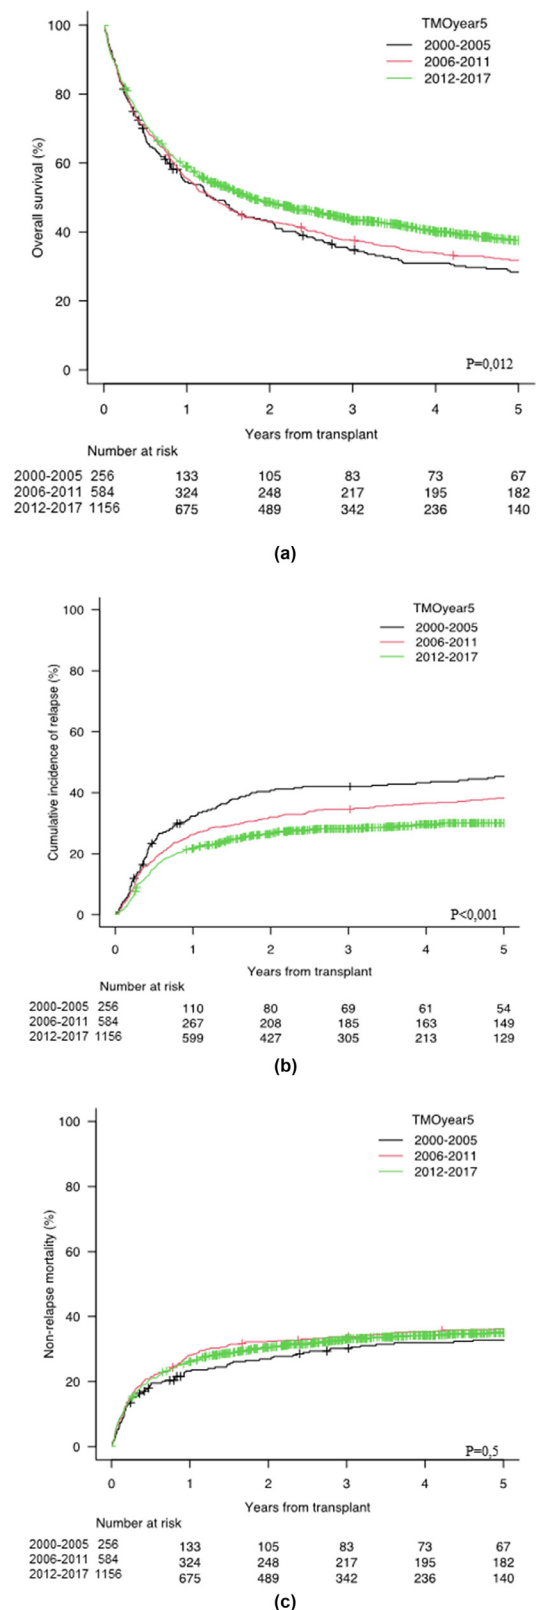 TMOyear5
2000-2005
2006-2011
2012-2017
100
80
60
40
20
0
Overall survival (%)
P=0,012
0 1 2 3 4 5
Years from transplant
Number at risk
2000-2005 256 133 105 83 73 67
2006-2011 584 324 248 217 195 182
2012-2017 1156 675 489 342 236 140
(a)
TMOyear5
2000-2005
2006-2011
2012-2017
100
80
60
40
20
0
Cumulative incidence of relapse (%)
P<0,001
0 1 2 3 4 5
Years from transplant
Number at risk
2000-2005 256 110 80 69 61 54
2006-2011 584 267 208 185 163 149
2012-2017 1156 599 427 305 213 129
(b)
TMOyear5
2000-2005
2006-2011
2012-2017
100
80
60
40
20
0
Non-relapse mortality (%)
P=0,5
0 1 2 3 4 5
Years from transplant
Number at risk
2000-2005 256 133 105 83 73 67
2006-2011 584 324 248 217 195 182
2012-2017 1156 675 489 342 236 140
(c)